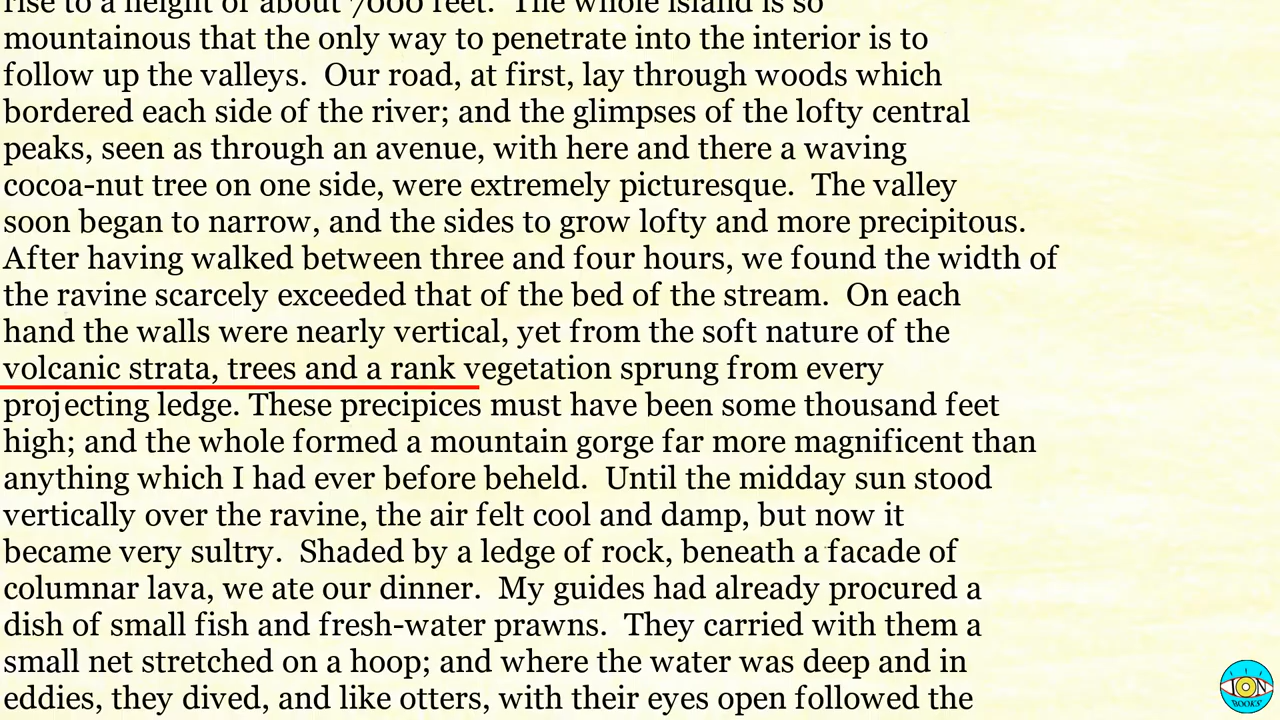 rise to a height of about 7000 feet.  The whole island is so
mountainous that the only way to penetrate into the interior is to
follow up the valleys.  Our road, at first, lay through woods which
bordered each side of the river; and the glimpses of the lofty central
peaks, seen as through an avenue, with here and there a waving
cocoa-nut tree on one side, were extremely picturesque.  The valley
soon began to narrow, and the sides to grow lofty and more precipitous.
After having walked between three and four hours, we found the width of
the ravine scarcely exceeded that of the bed of the stream.  On each
hand the walls were nearly vertical, yet from the soft nature of the
volcanic strata, trees and a rank vegetation sprung from every
projecting ledge. These precipices must have been some thousand feet
high; and the whole formed a mountain gorge far more magnificent than
anything which I had ever before beheld.  Until the midday sun stood
vertically over the ravine, the air felt cool and damp, but now it
became very sultry.  Shaded by a ledge of rock, beneath a facade of
columnar lava, we ate our dinner.  My guides had already procured a
dish of small fish and fresh-water prawns.  They carried with them a
small net stretched on a hoop; and where the water was deep and in
eddies, they dived, and like otters, with their eyes open followed the
ION
BOOKS